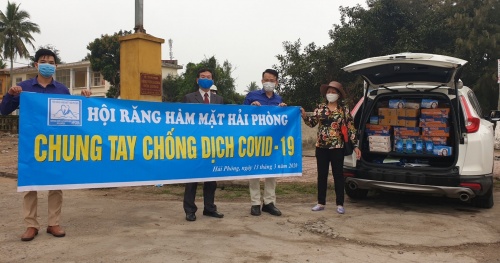 HỘI RĂNG HÀM MẶT HẢI PHÒNG
CHUNG TAY CHỐNG DỊCH COVID - 19